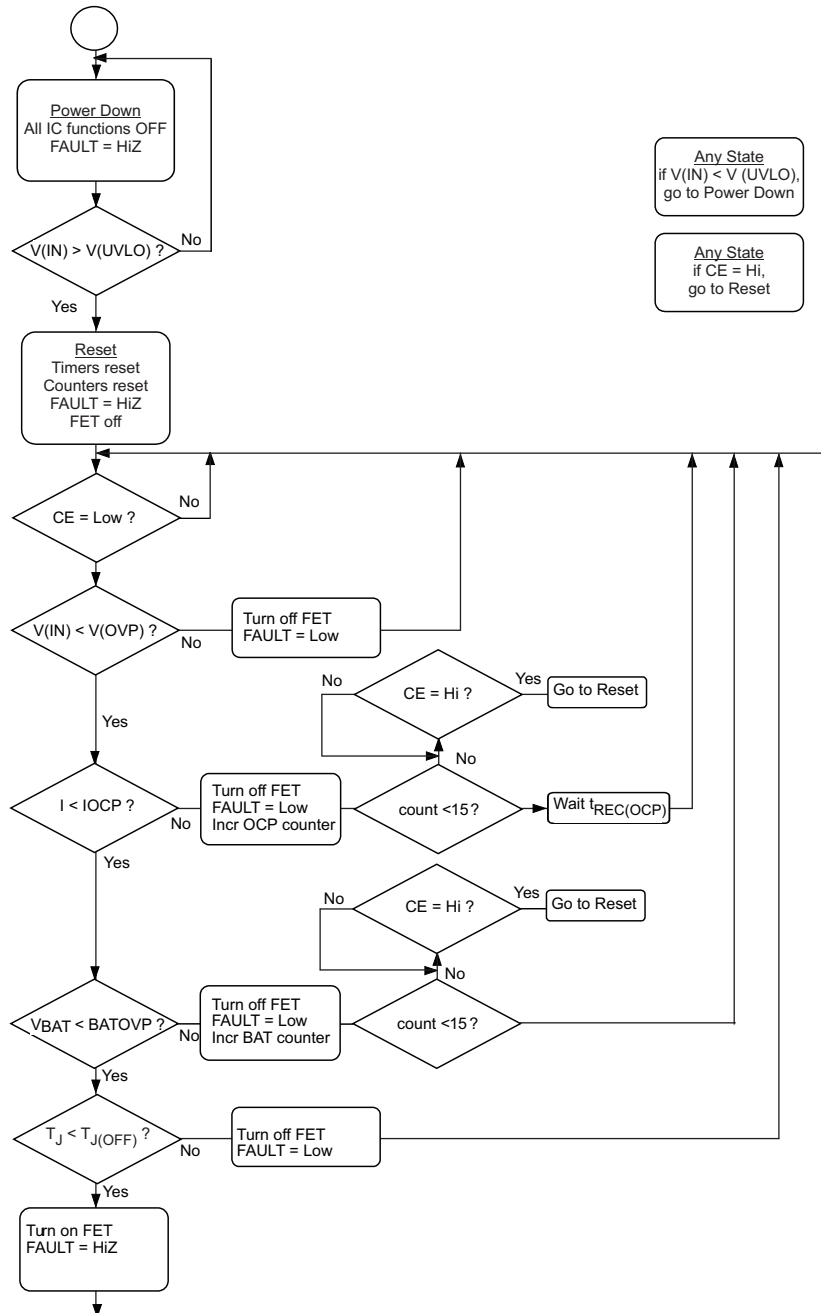 Power Down
All IC functions OFF
FAULT = HiZ
Any State
if V(IN) < V (UVLO),
go to Power Down
V(IN) > V(UVLO) ?
No
Yes
Any State
if CE = Hi,
go to Reset
Reset
Timers reset
Counters reset
FAULT = HiZ
FET off
CE = Low ?
No
V(IN) < V(OVP) ?
No
Turn off FET
FAULT = Low
Yes
No
CE = Hi ?
Yes
Go to Reset
No
I < IOCP ?
No
Turn off FET
FAULT = Low
Incr OCP counter
count <15 ?
Wait tREC(OCP)
Yes
No
CE = Hi ?
Yes
Go to Reset
No
VBAT < BATOVP ?
No
Turn off FET
FAULT = Low
Incr BAT counter
count <15 ?
Yes
TJ < TJ(OFF) ?
No
Turn off FET
FAULT = Low
Yes
Turn on FET
FAULT = HiZ